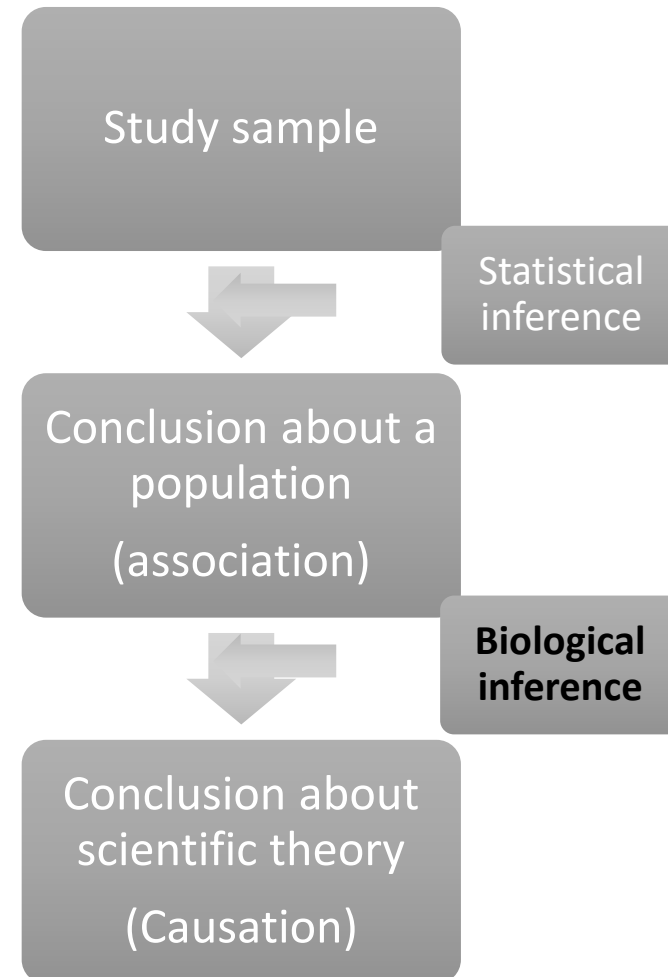 Study sample
Statistical
inference
Conclusion about a
population
(association)
Biological
inference
Conclusion about
scientific theory
(Causation)